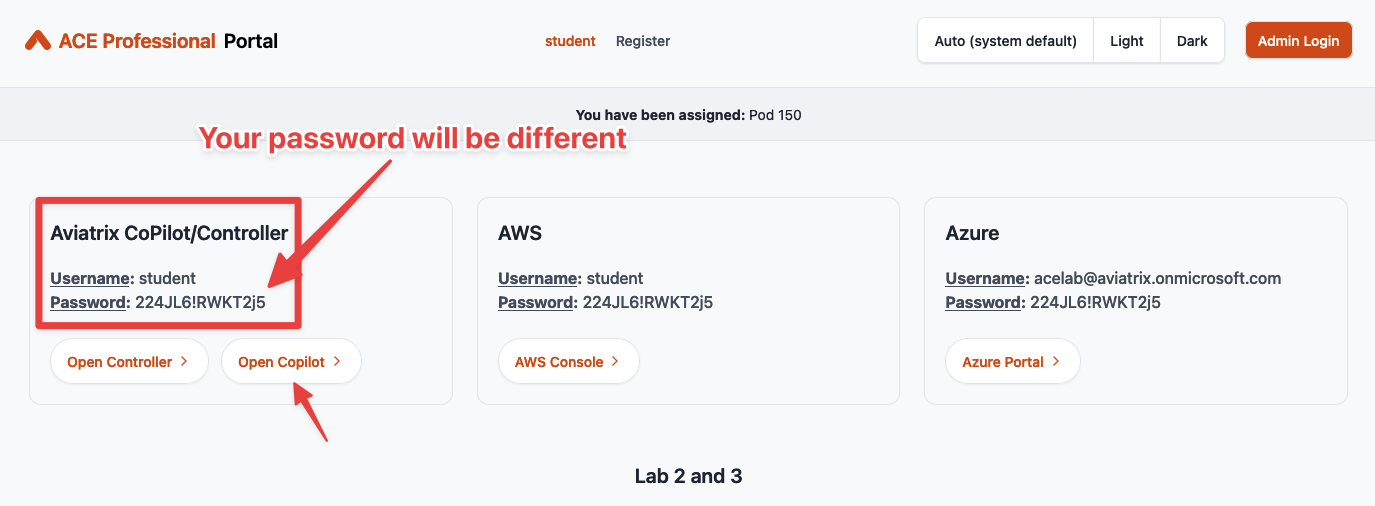 ACE Professional Portal
student
Register
Auto (system default)
Light
Dark
Admin Login
You have been assigned: Pod 150
Your password will be different
Aviatrix CoPilot/Controller
Username: student
Password: 224JL6!RWKT2j5
Open Controller >
Open Copilot >
AWS
Username: student
Password: 224JL6!RWKT2j5
AWS Console >
Azure
Username: acelab@aviatrix.onmicrosoft.com
Password: 224JL6!RWKT2j5
Azure Portal >
Lab 2 and 3